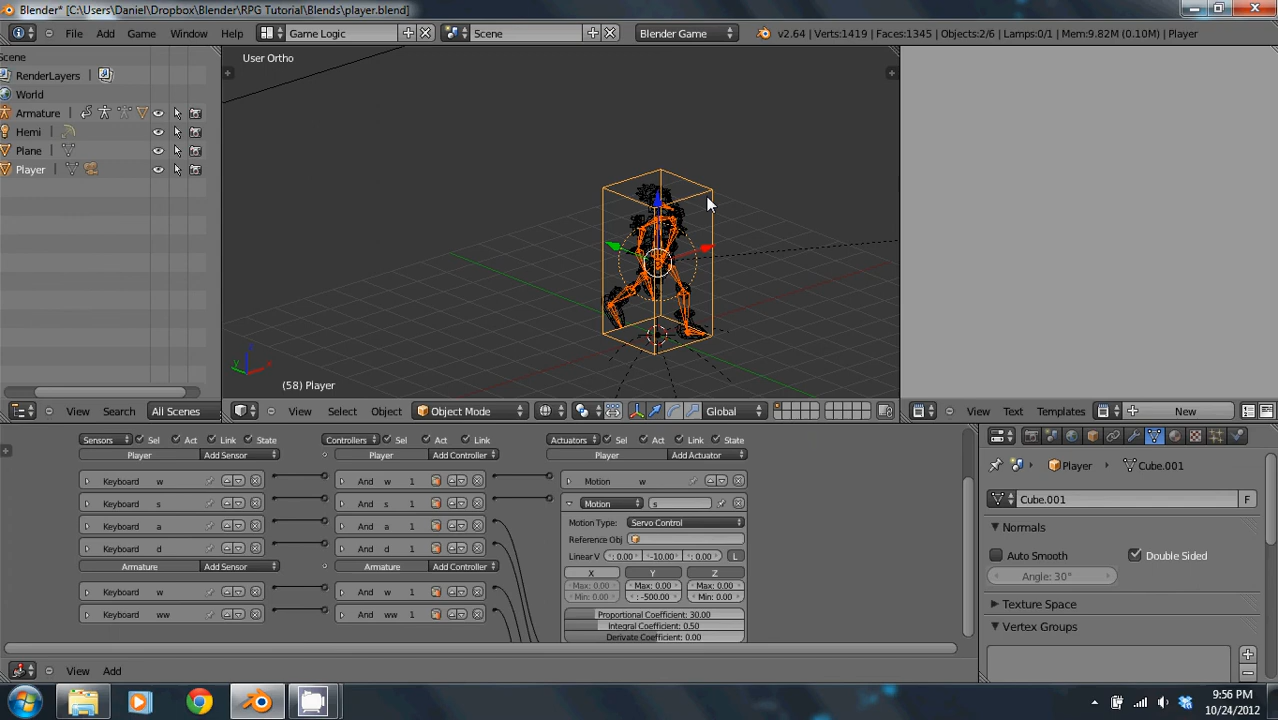 Blender* [C:\Users\Daniel\Dropbox\Blender\RPG Tutorial\Blends\player.blend]
File Add Game Window Help Game Logic Scene Blender Game v2.64 | Verts:1419 | Faces:1345 | Objects:2/6 | Lamps:0/1 | Mem:9.82M (0.10M) | Player
Scene
RenderLayers |
World
Armature |
Hemi |
Plane |
Player |
User Ortho
z
y
x
(58) Player
View Search All Scenes
View Select Object Object Mode Global
View Text Templates New
Sensors Sel Act Link State
Player Add Sensor
Keyboard w
Keyboard s
Keyboard a
Keyboard d
Armature Add Sensor
Keyboard w
Keyboard ww
Controllers Sel Act Link
Player Add Controller
And w 1
And s 1
And a 1
And d 1
Armature Add Controller
And w 1
And ww 1
Actuators Sel Act Link State
Player Add Actuator
Motion w
Motion s
Motion Type: Servo Control
Reference Obj
Linear V 0.00 -10.00 0.00 L
X Y Z
Max: 0.00 Max: 0.00 Max: 0.00
Min: 0.00 : -500.00 Min: 0.00
Proportional Coefficient: 30.00
Integral Coefficient: 0.50
Derivate Coefficient: 0.00
View Add
Player Cube.001
Cube.001 F
Normals
Auto Smooth Double Sided
Angle: 30°
Texture Space
Vertex Groups
9:56 PM
10/24/2012